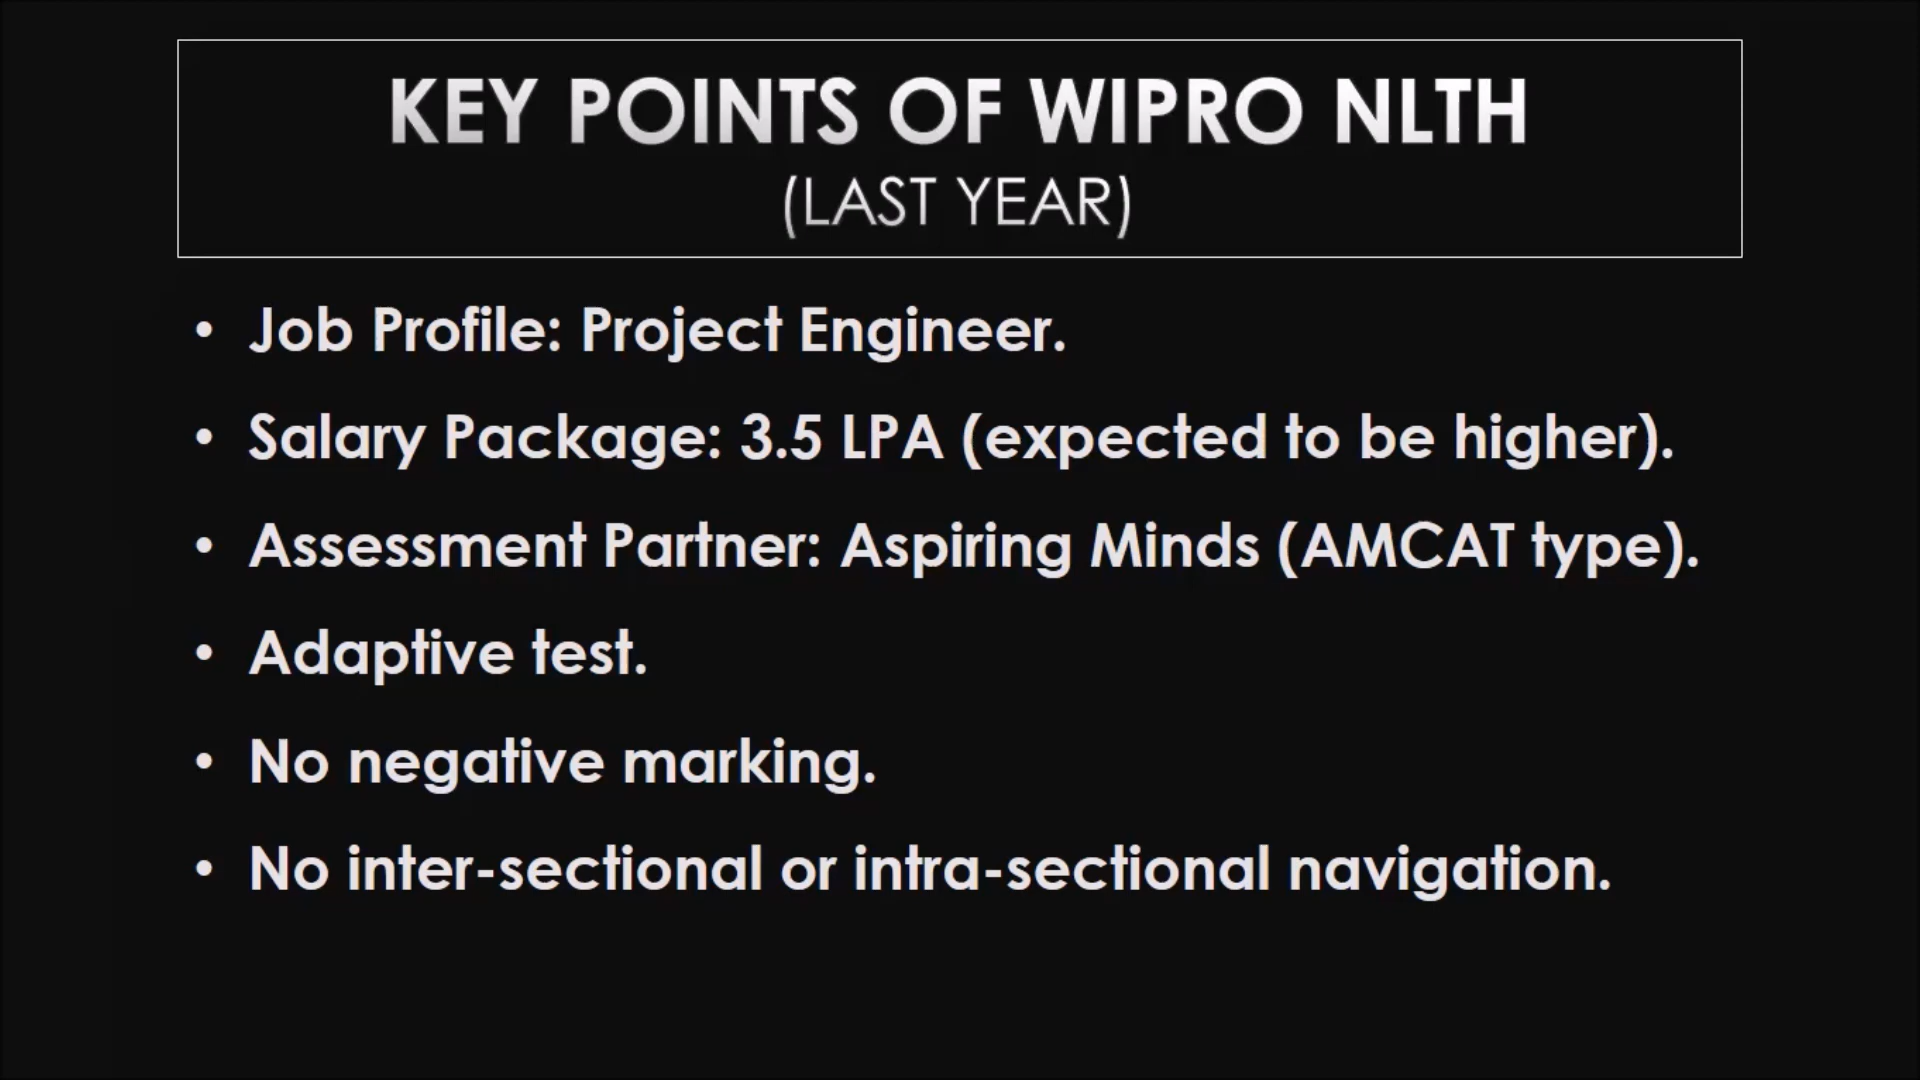 KEY POINTS OF WIPRO NLTH
(LAST YEAR)
• Job Profile: Project Engineer.
• Salary Package: 3.5 LPA (expected to be higher).
• Assessment Partner: Aspiring Minds (AMCAT type).
• Adaptive test.
• No negative marking.
• No inter-sectional or intra-sectional navigation.